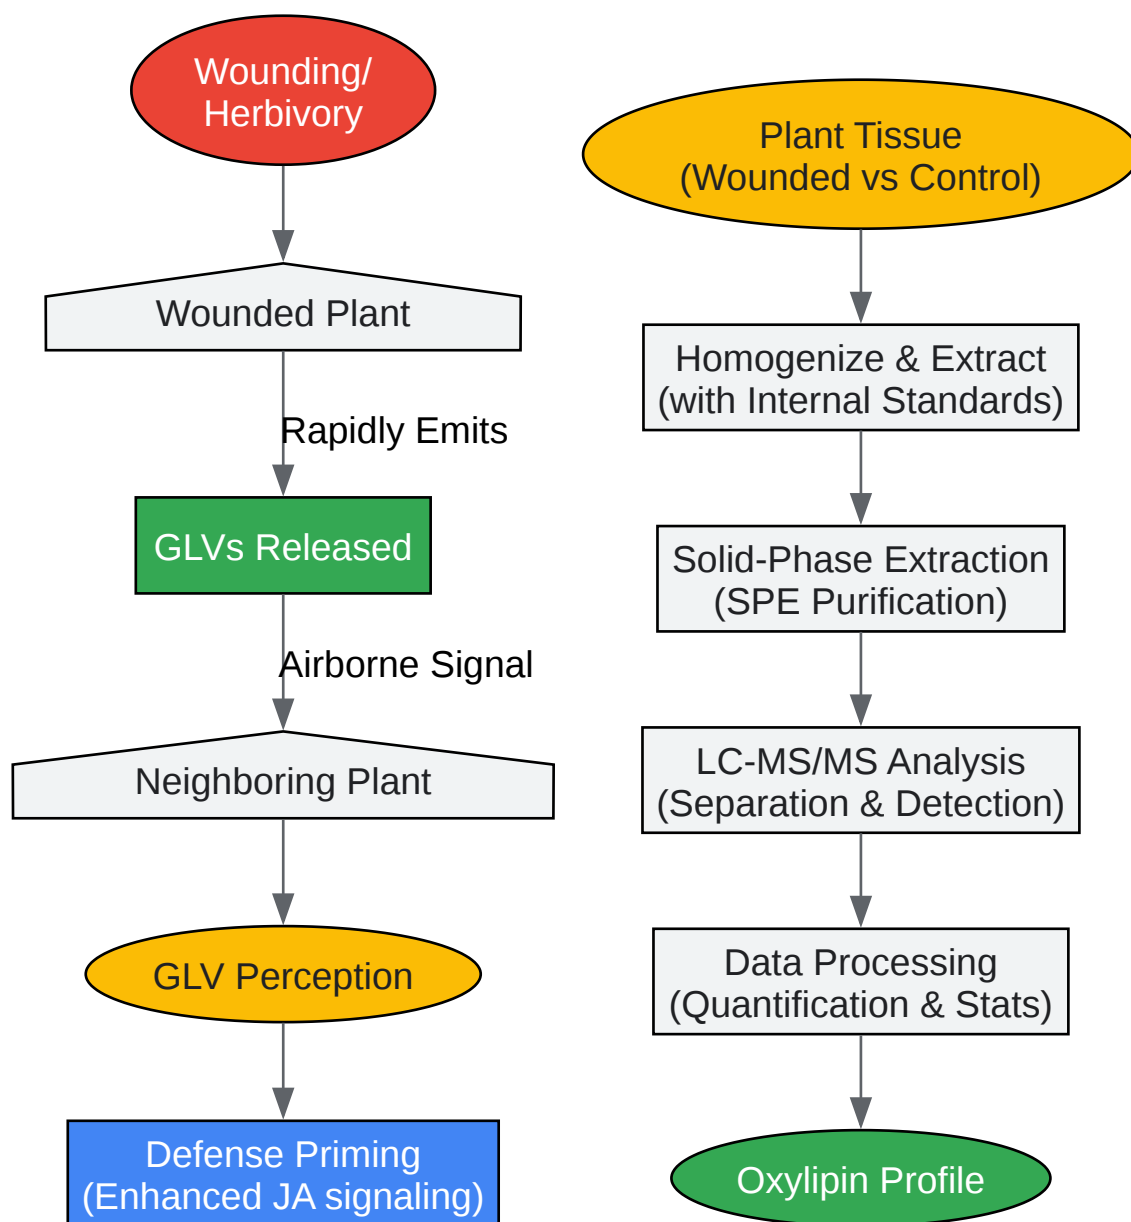 Wounding/
Herbivory
Wounded Plant
Rapidly Emits
GLVs Released
Airborne Signal
Neighboring Plant
GLV Perception
Defense Priming
(Enhanced JA signaling)
Plant Tissue
(Wounded vs Control)
Homogenize & Extract
(with Internal Standards)
Solid-Phase Extraction
(SPE Purification)
LC-MS/MS Analysis
(Separation & Detection)
Data Processing
(Quantification & Stats)
Oxylipin Profile